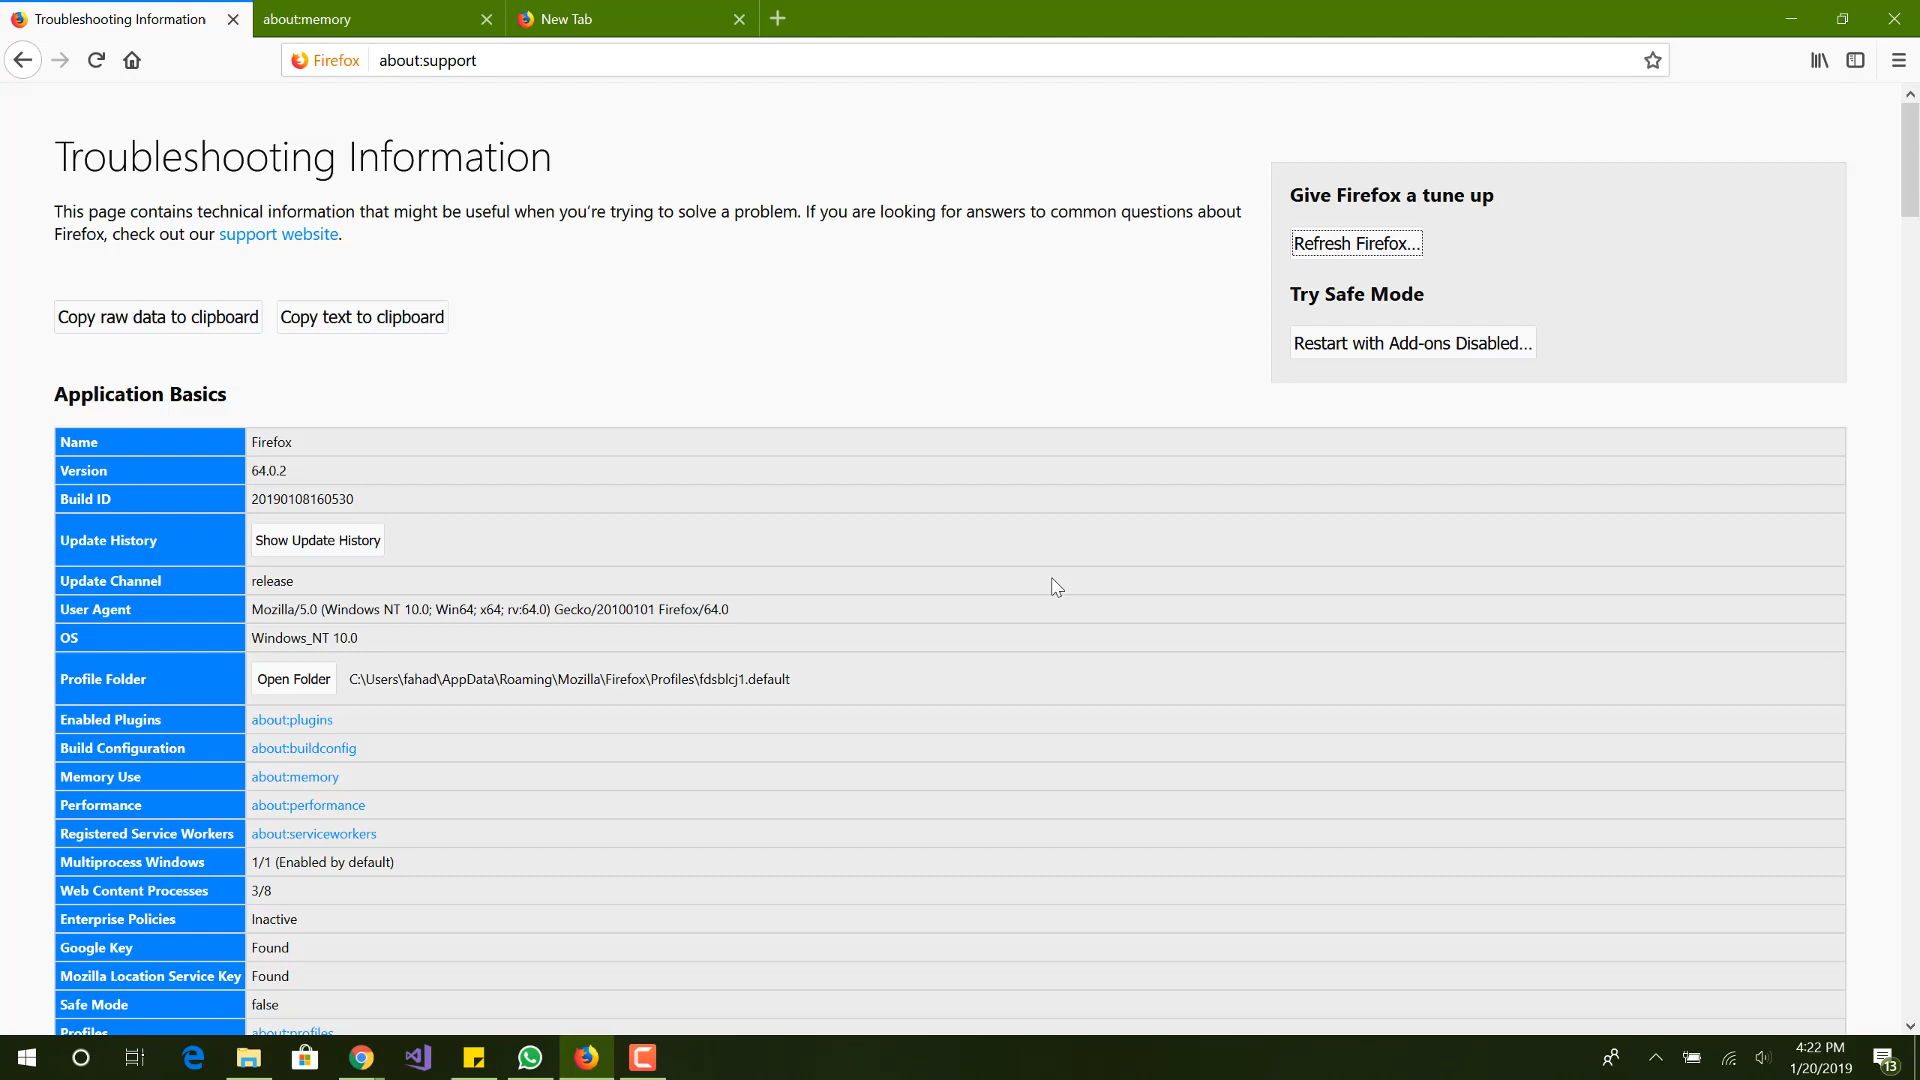 Troubleshooting Information
about:memory
New Tab
Firefox
about:support
Troubleshooting Information
This page contains technical information that might be useful when you're trying to solve a problem. If you are looking for answers to common questions about
Firefox, check out our support website.
Give Firefox a tune up
Refresh Firefox...
Try Safe Mode
Restart with Add-ons Disabled...
Copy raw data to clipboard
Copy text to clipboard
Application Basics
Name Firefox
Version 64.0.2
Build ID 20190108160530
Update History Show Update History
Update Channel release
User Agent Mozilla/5.0 (Windows NT 10.0; Win64; x64; rv:64.0) Gecko/20100101 Firefox/64.0
OS Windows_NT 10.0
Profile Folder Open Folder C:\Users\fahad\AppData\Roaming\Mozilla\Firefox\Profiles\fdsblcj1.default
Enabled Plugins about:plugins
Build Configuration about:buildconfig
Memory Use about:memory
Performance about:performance
Registered Service Workers about:serviceworkers
Multiprocess Windows 1/1 (Enabled by default)
Web Content Processes 3/8
Enterprise Policies Inactive
Google Key Found
Mozilla Location Service Key Found
Safe Mode false
Profiles about:profiles
4:22 PM
1/20/2019
13